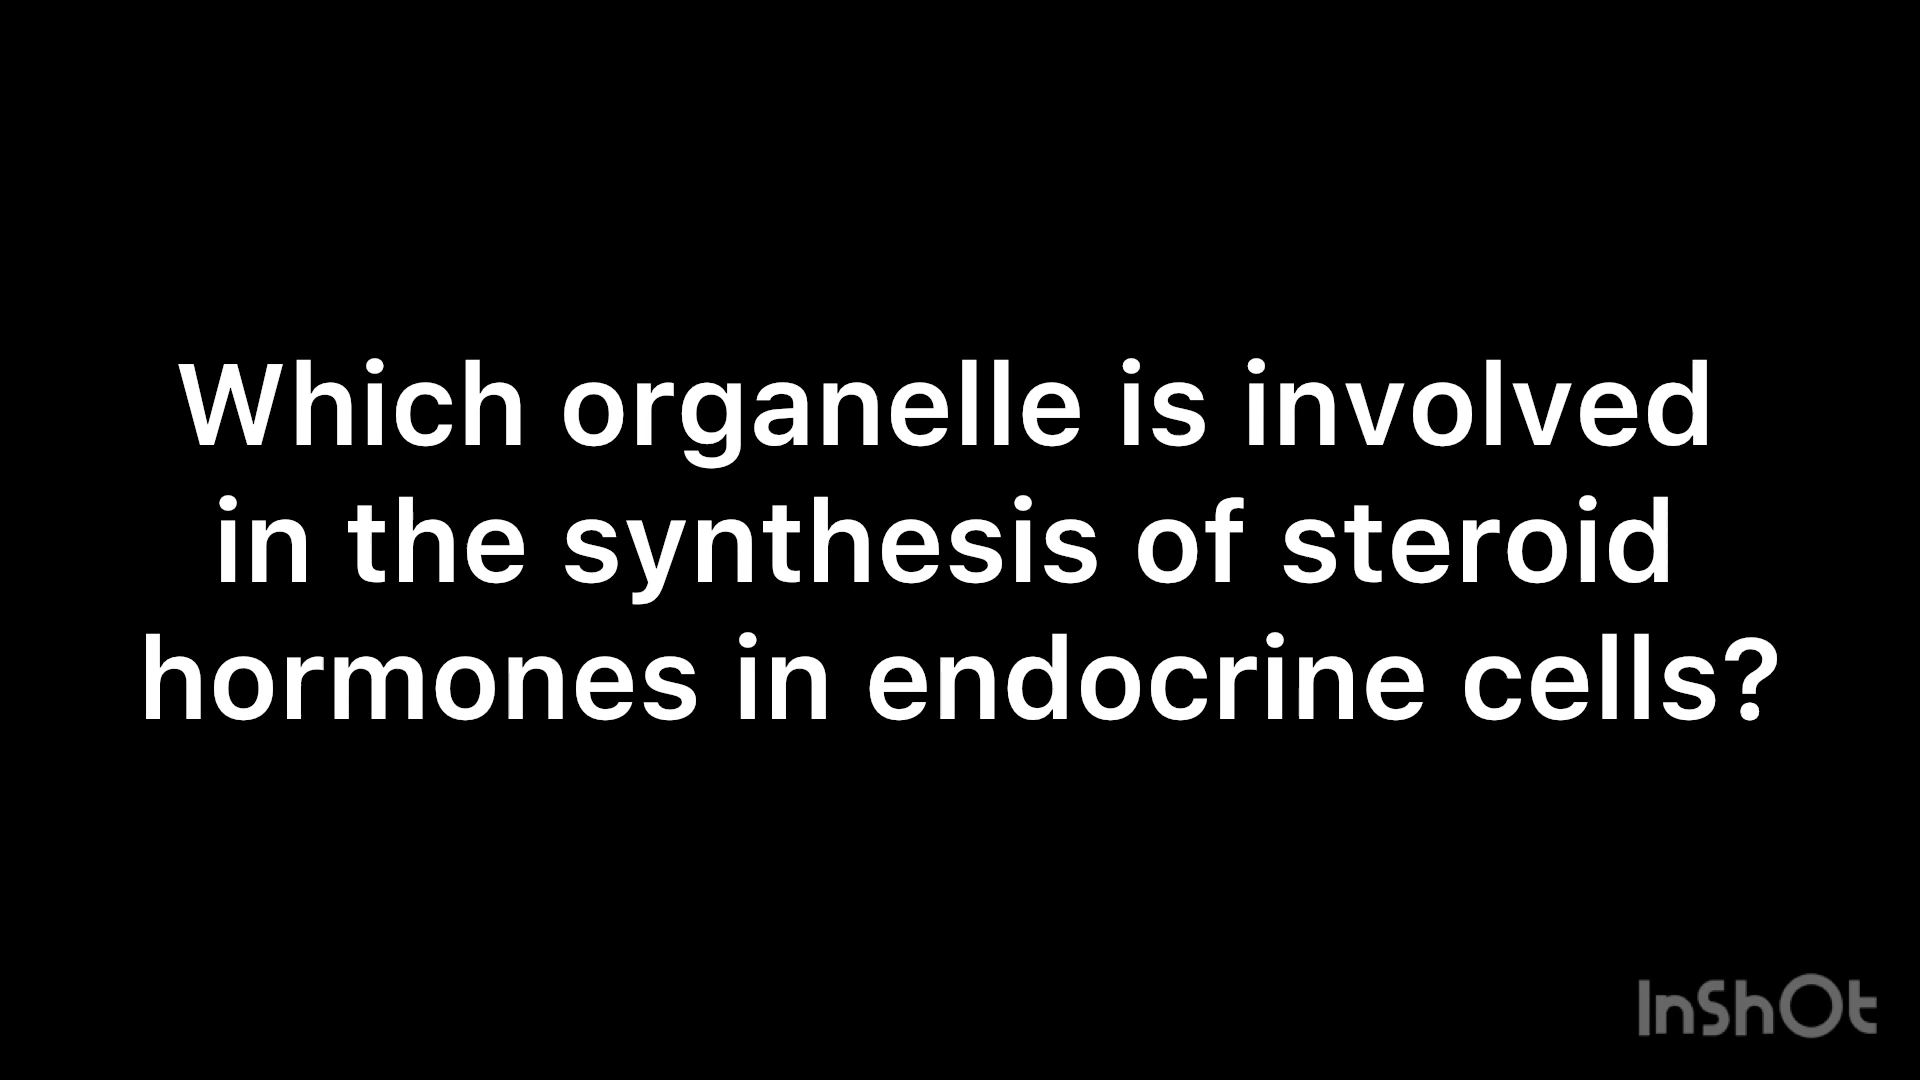 Which organelle is involved
in the synthesis of steroid
hormones in endocrine cells?
InShOt